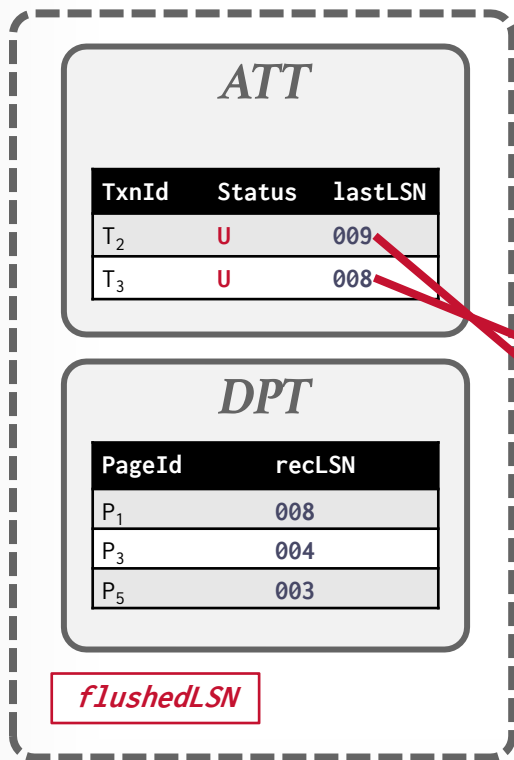 ATT
TxnId Status lastLSN
T₂ U 009
T₃ U 008
DPT
PageId recLSN
P₁ 008
P₃ 004
P₅ 003
flushedLSN